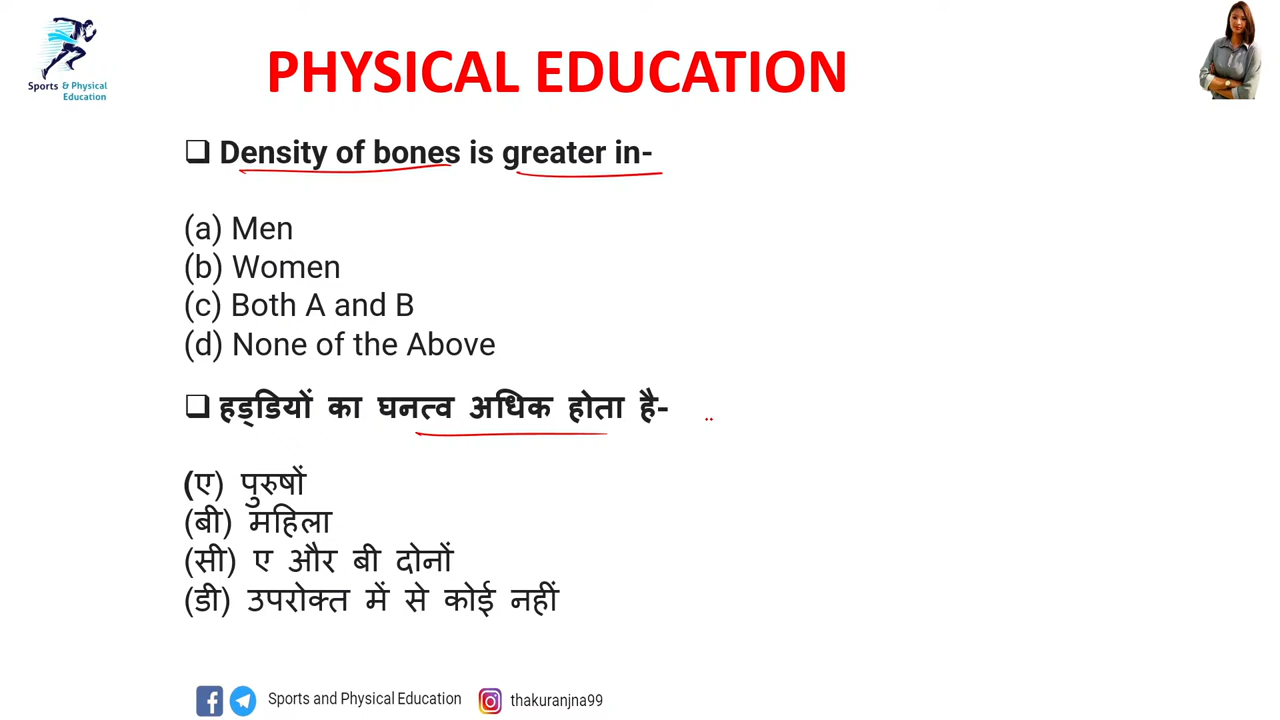 Sports & Physical
Education
PHYSICAL EDUCATION
❑ Density of bones is greater in-
(a) Men
(b) Women
(c) Both A and B
(d) None of the Above
❑ हड्डियों का घनत्व अधिक होता है-
(ए) पुरुषों
(बी) महिला
(सी) ए और बी दोनों
(डी) उपरोक्त में से कोई नहीं
Sports and Physical Education thakuranjna99